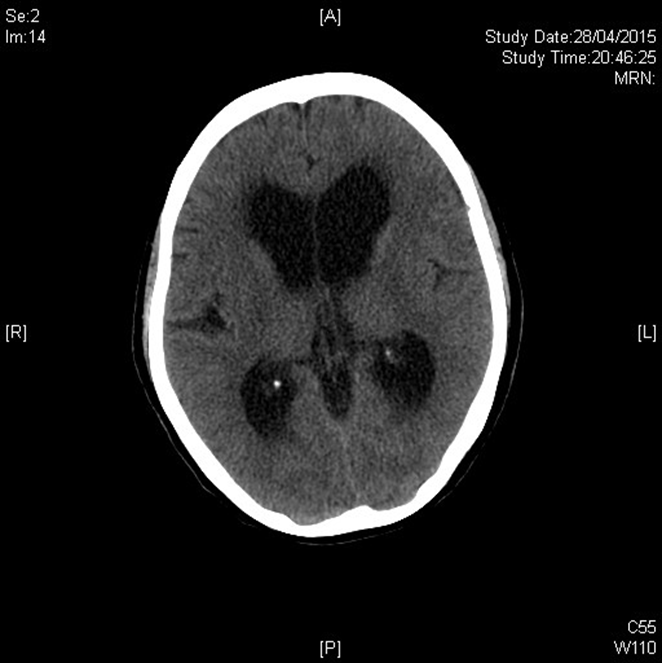 Se:2
Im:14
[A]
Study Date:28/04/2015
Study Time:20:46:25
MRN:
[R]
[L]
[P]
C55
W110